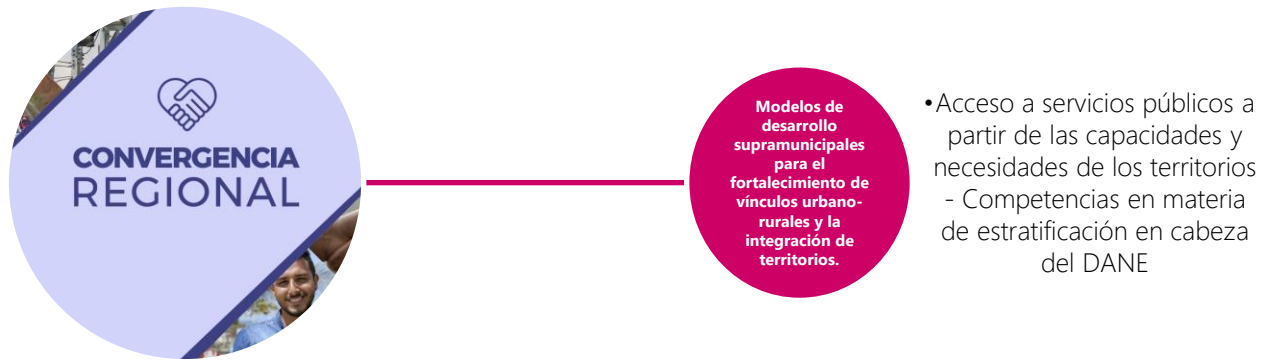 CONVERGENCIA
REGIONAL
Modelos de
desarrollo
supramunicipales
para el
fortalecimiento de
vínculos urbano-
rurales y la
integración de
territorios.
•Acceso a servicios públicos a
partir de las capacidades y
necesidades de los territorios
- Competencias en materia
de estratificación en cabeza
del DANE